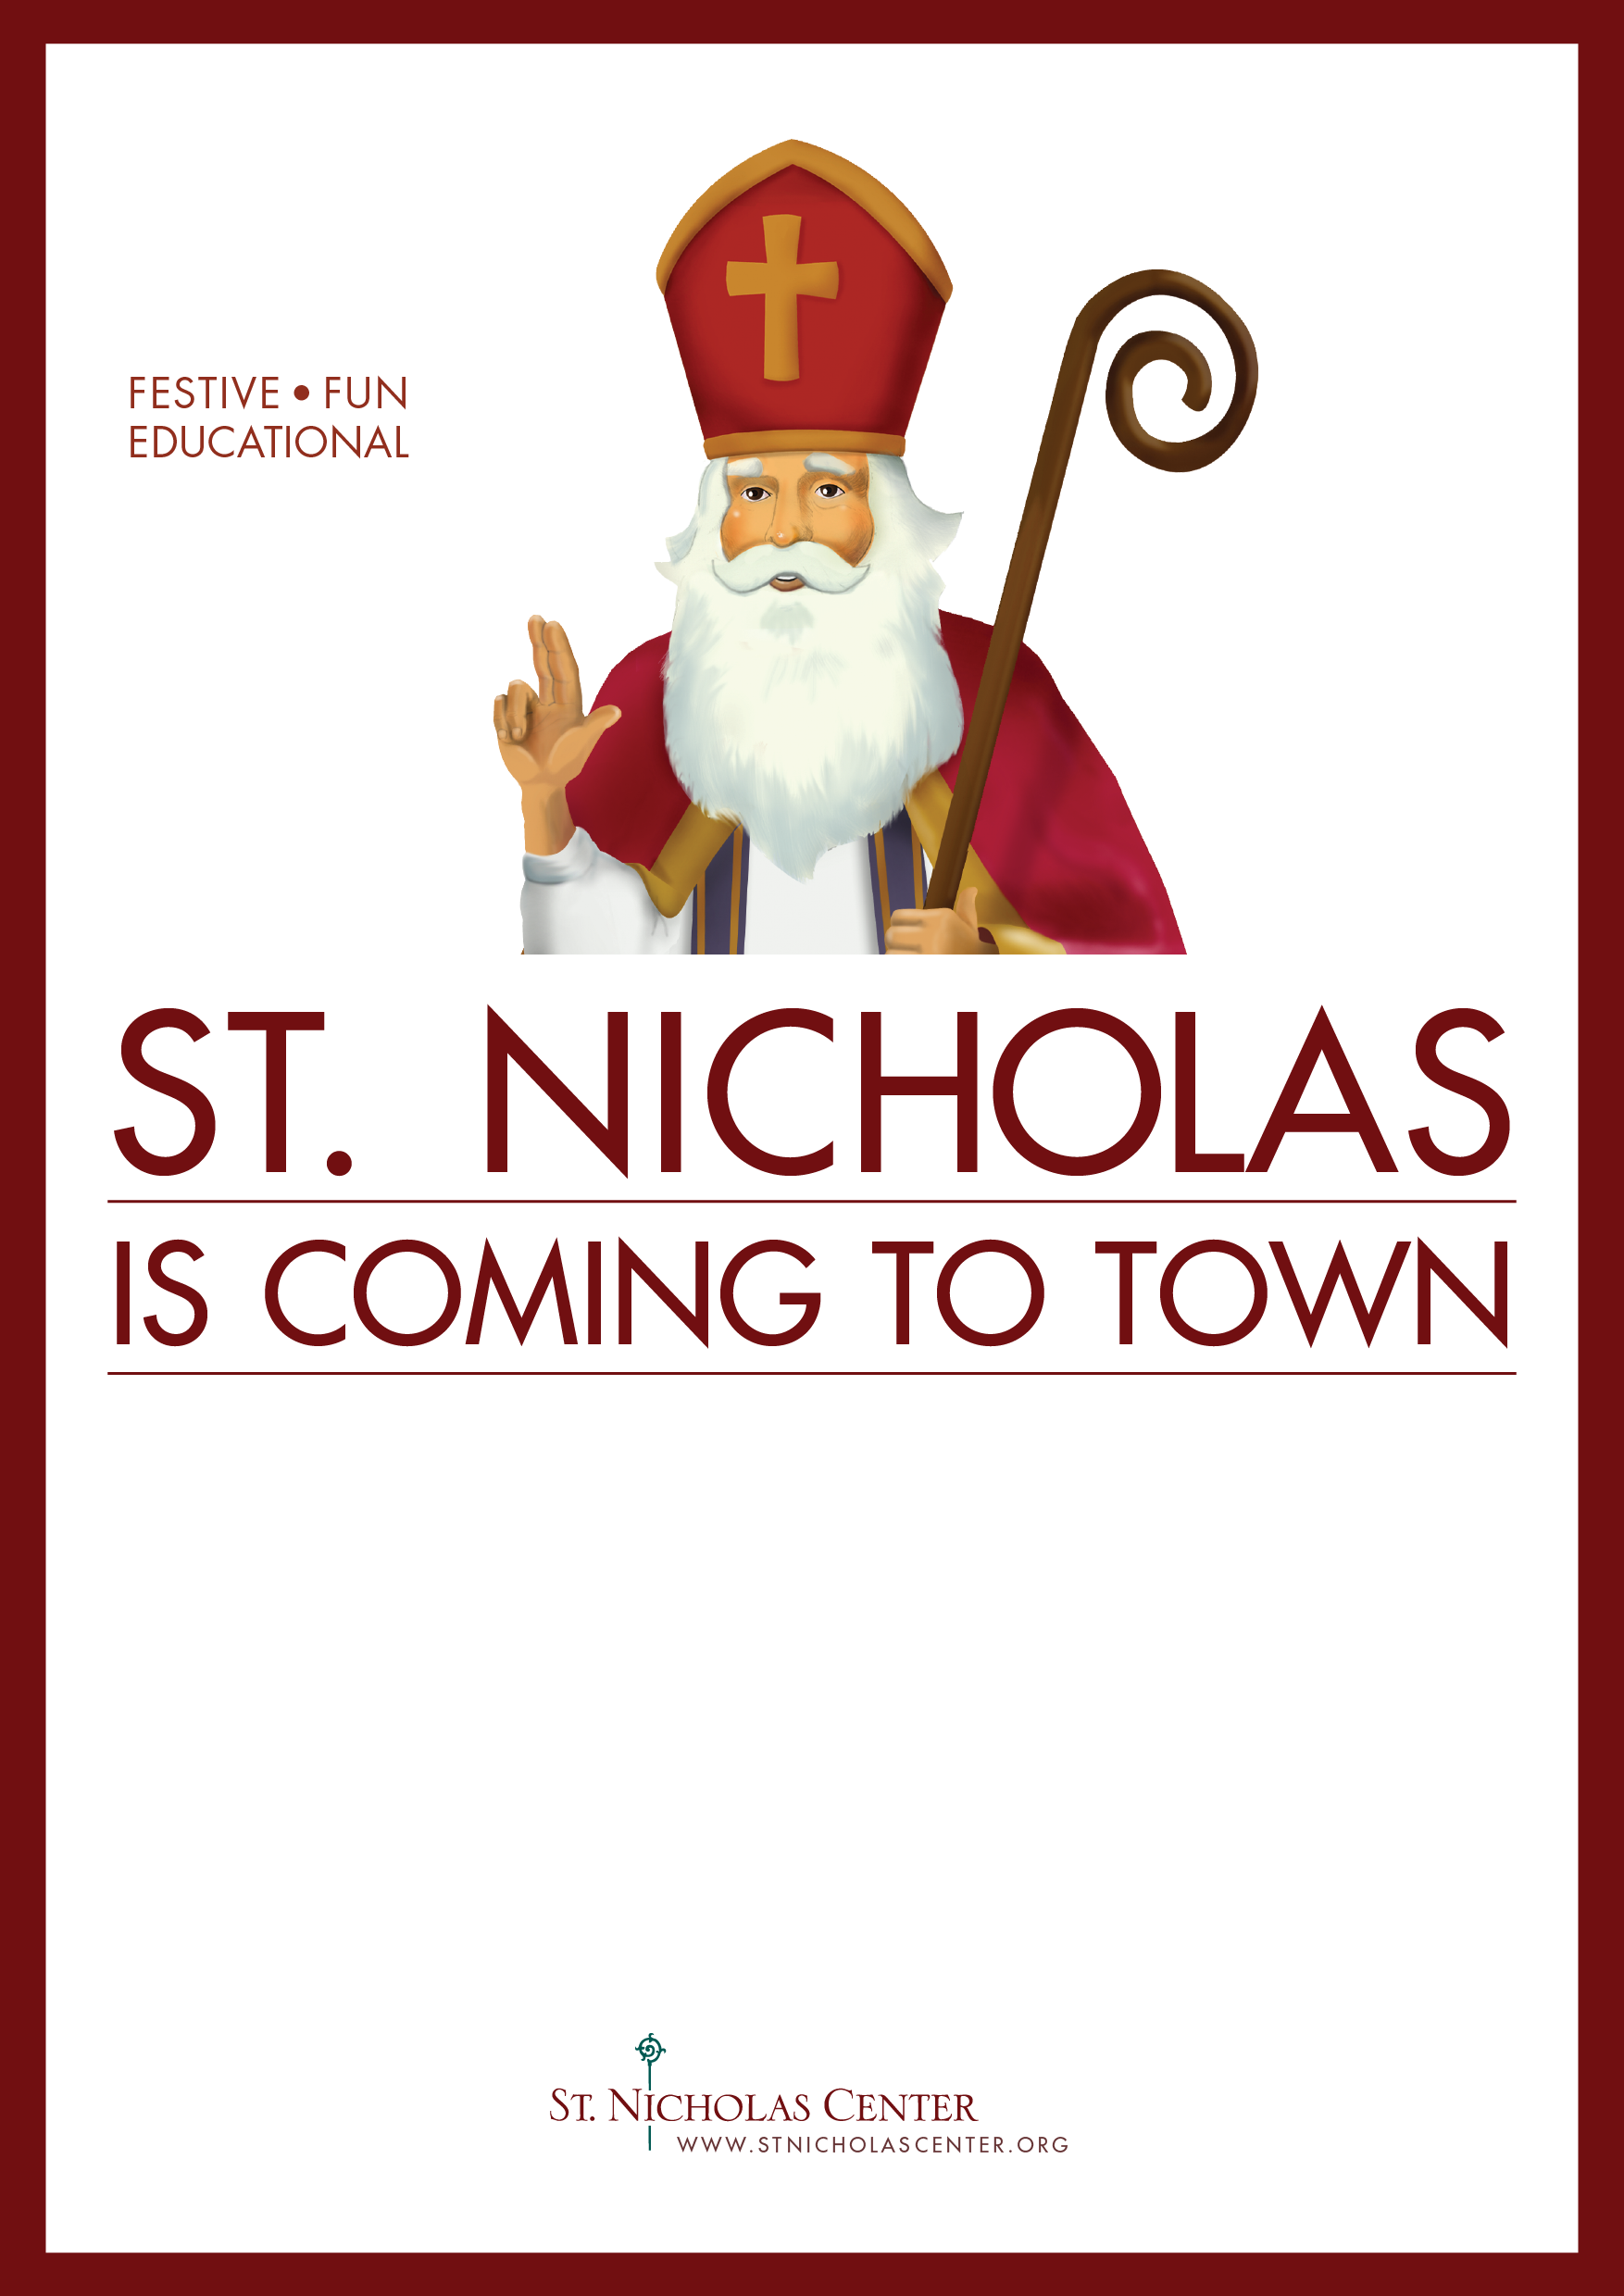 FESTIVE • FUN
EDUCATIONAL
ST. NICHOLAS
IS COMING TO TOWN
ST. NICHOLAS CENTER
WWW.STNICHOLASCENTER.ORG